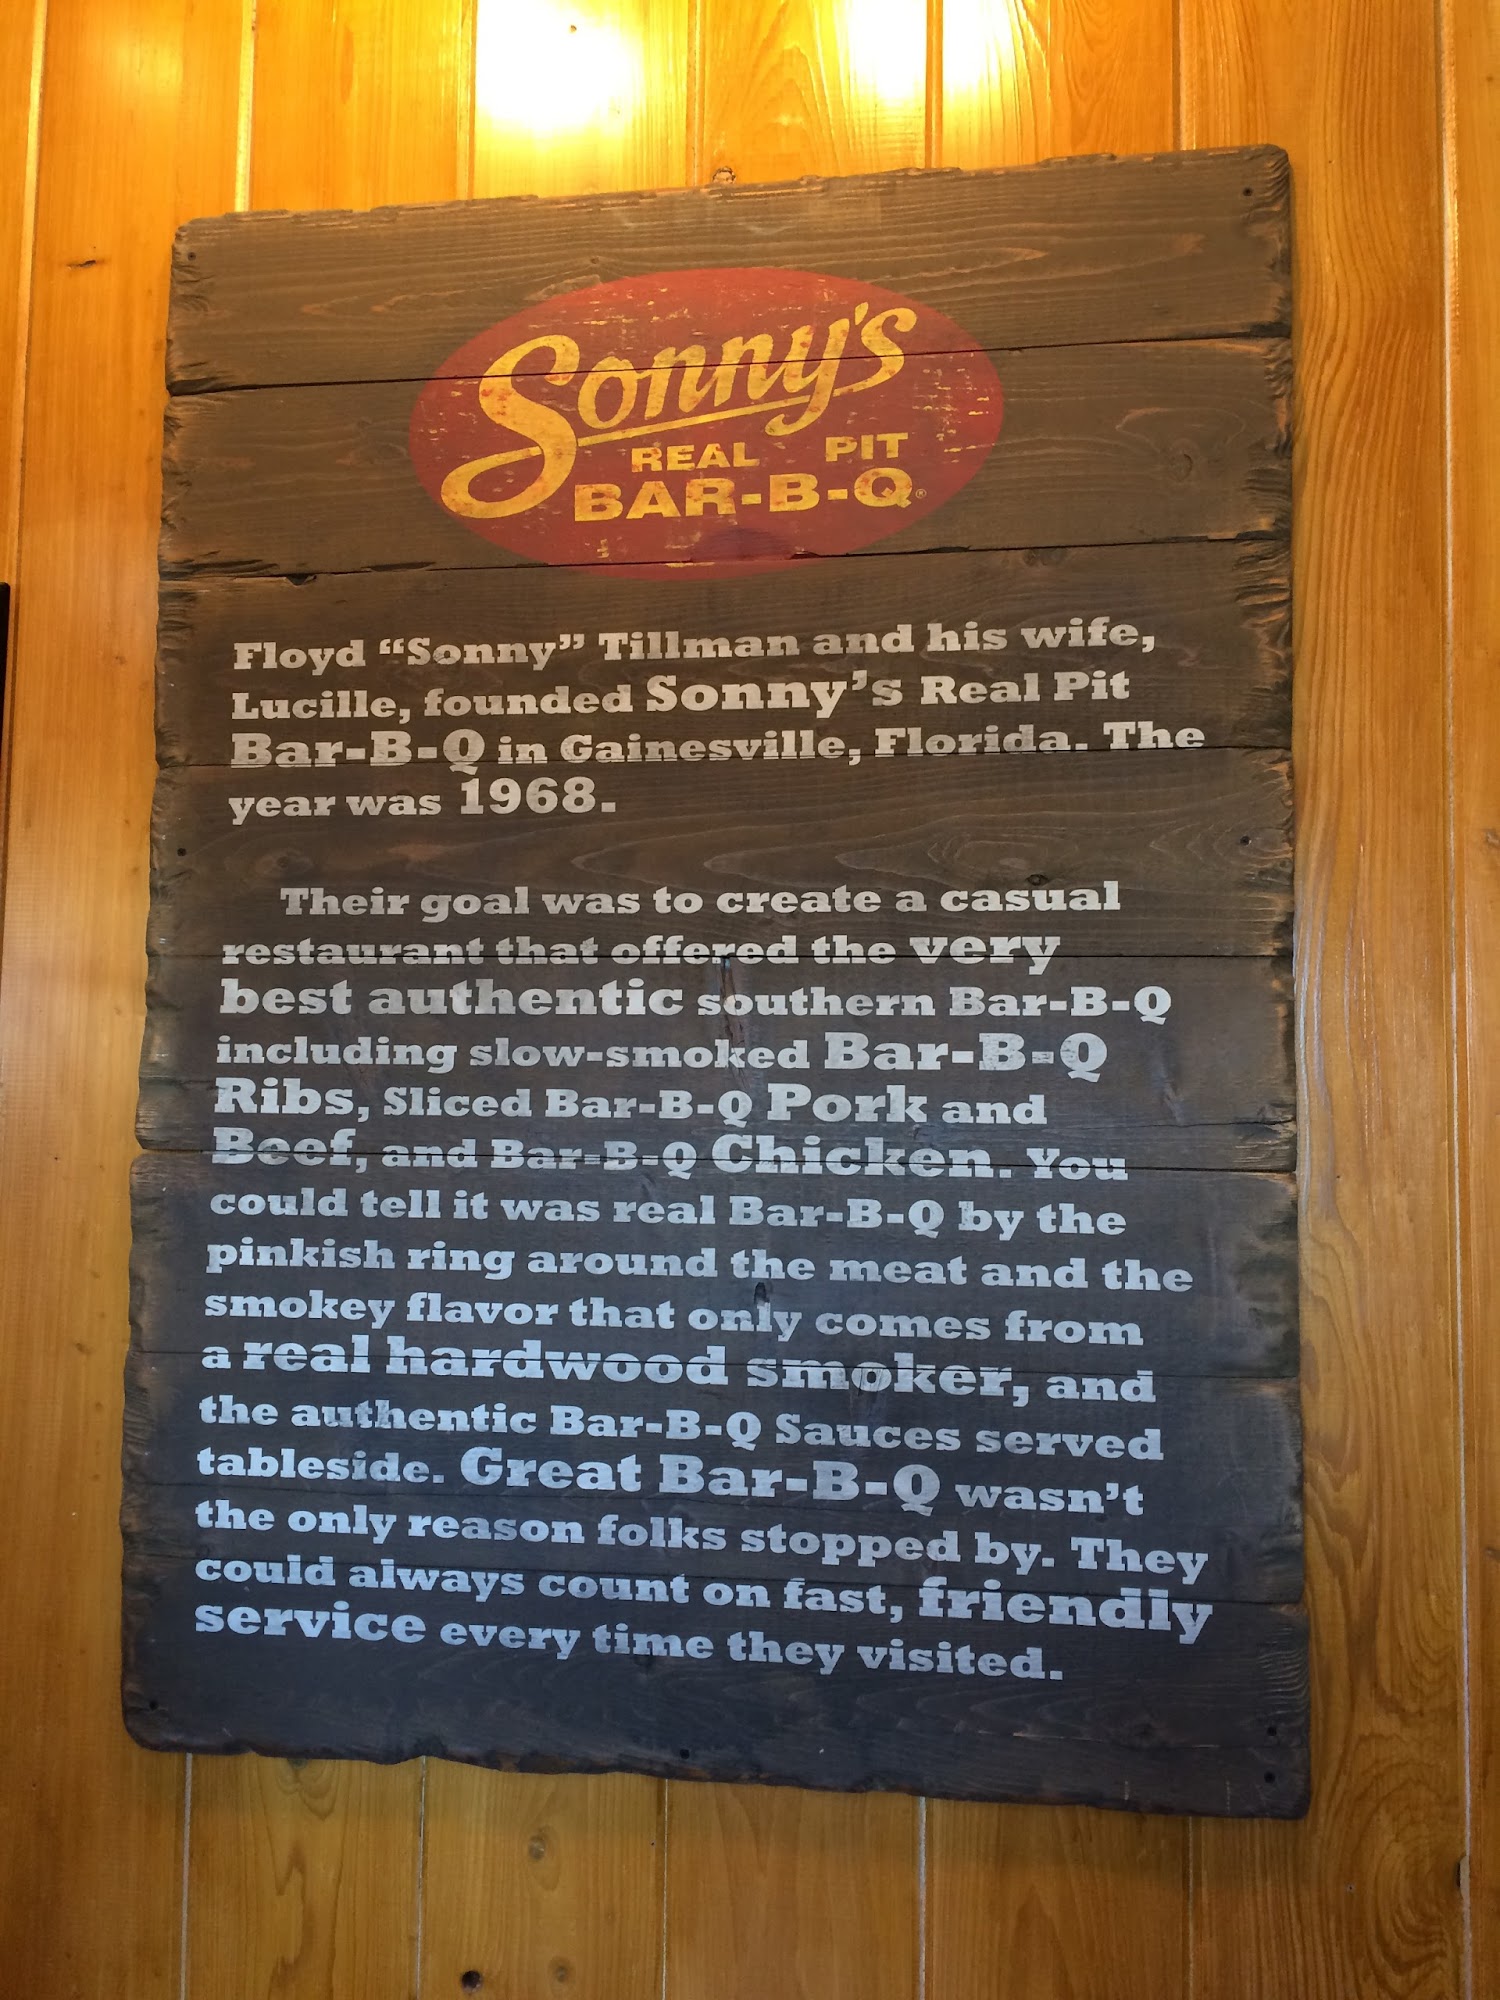 Sonny's
REAL PIT
BAR-B-Q®
Floyd “Sonny” Tillman and his wife,
Lucille, founded Sonny’s Real Pit
Bar-B-Q in Gainesville, Florida. The
year was 1968.
Their goal was to create a casual
restaurant that offered the very
best authentic southern Bar-B-Q
including slow-smoked Bar-B-Q
Ribs, Sliced Bar-B-Q Pork and
Beef, and Bar-B-Q Chicken. You
could tell it was real Bar-B-Q by the
pinkish ring around the meat and the
smokey flavor that only comes from
a real hardwood smoker, and
the authentic Bar-B-Q Sauces served
tableside. Great Bar-B-Q wasn’t
the only reason folks stopped by. They
could always count on fast, friendly
service every time they visited.